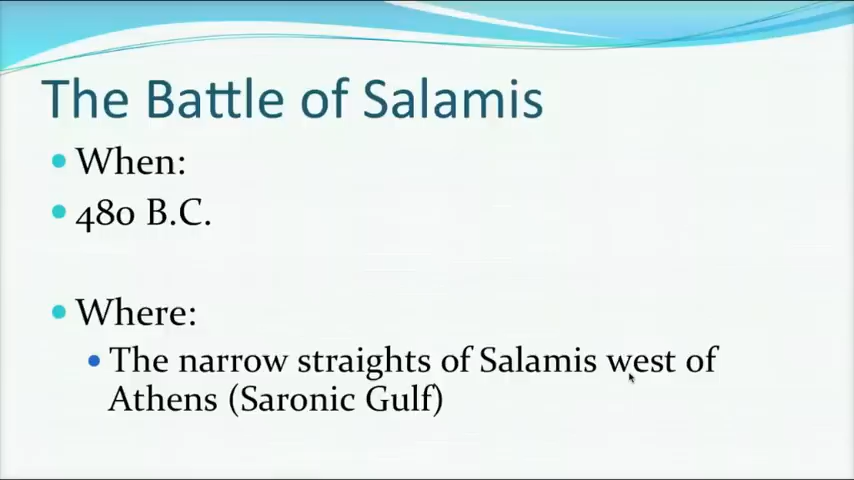 The Battle of Salamis
• When:
• 480 B.C.
• Where:
• The narrow straights of Salamis west of
Athens (Saronic Gulf)